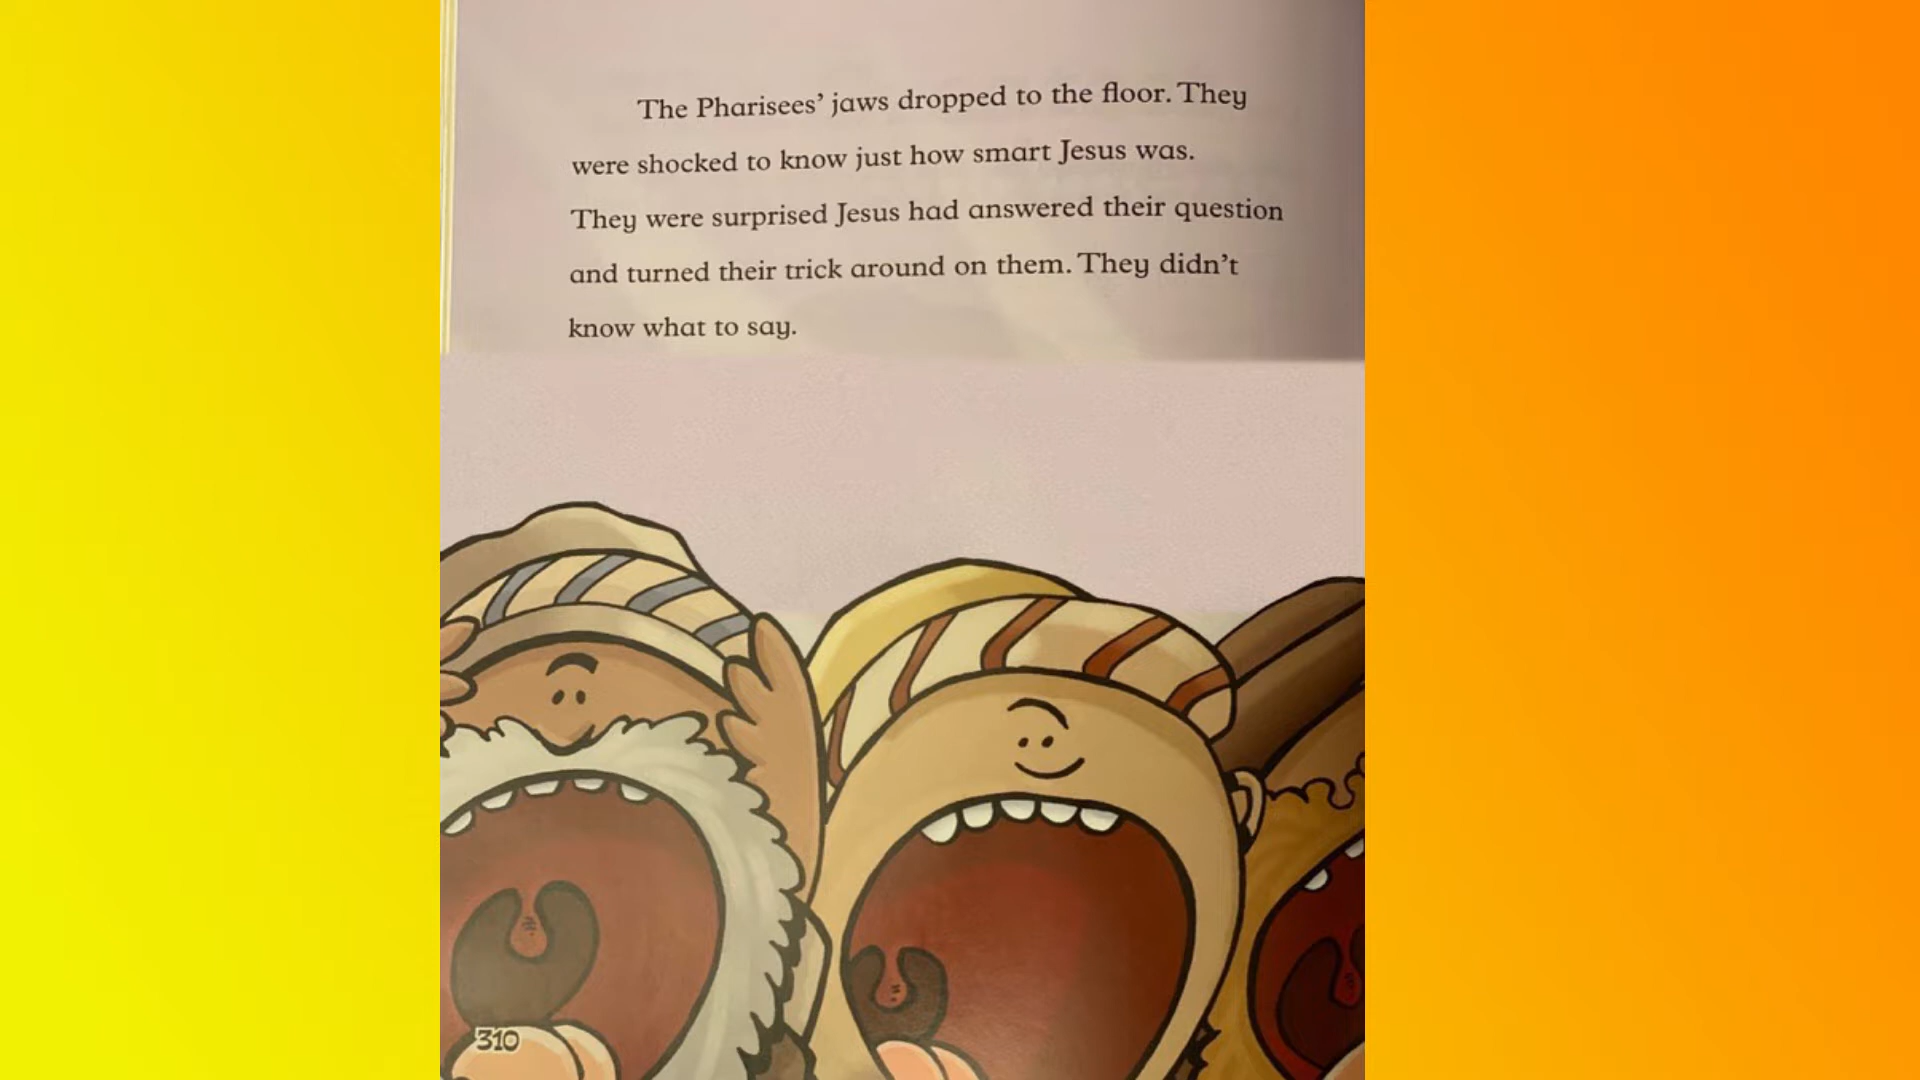 The Pharisees’ jaws dropped to the floor. They
were shocked to know just how smart Jesus was.
They were surprised Jesus had answered their question
and turned their trick around on them. They didn’t
know what to say.
310